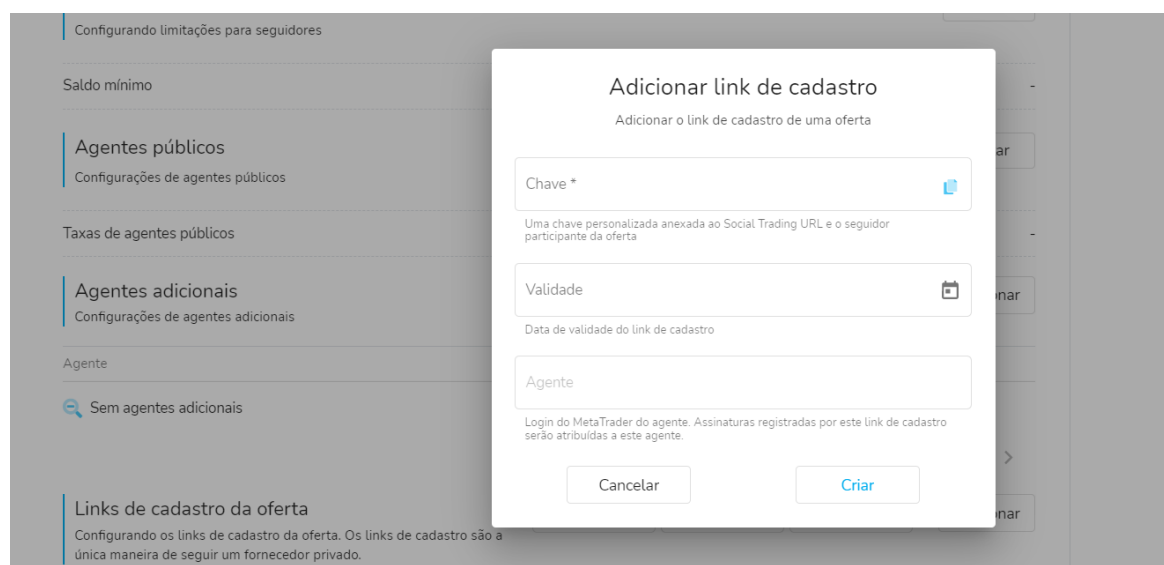 Configurando limitações para seguidores
Saldo mínimo
-
Agentes públicos
Configurações de agentes públicos
Taxas de agentes públicos
-
Agentes adicionais
Configurações de agentes adicionais
Agente
Sem agentes adicionais
Links de cadastro da oferta
Configurando os links de cadastro da oferta. Os links de cadastro são a
única maneira de seguir um fornecedor privado.
Adicionar link de cadastro
Adicionar o link de cadastro de uma oferta
Chave *
Uma chave personalizada anexada ao Social Trading URL e o seguidor
participante da oferta
Validade
Data de validade do link de cadastro
Agente
Login do MetaTrader do agente. Assinaturas registradas por este link de cadastro
serão atribuídas a este agente.
Cancelar
Criar